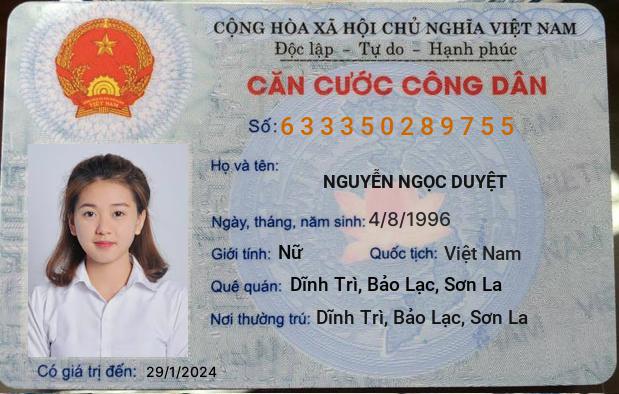 CỘNG HÒA XÃ HỘI CHỦ NGHĨA VIỆT NAM
Độc lập - Tự do - Hạnh phúc
CĂN CƯỚC CÔNG DÂN
Số: 633350289755
Họ và tên:
NGUYỄN NGỌC DUYỆT
Ngày, tháng, năm sinh: 4/8/1996
Giới tính: Nữ Quốc tịch: Việt Nam
Quê quán: Dĩnh Trì, Bảo Lạc, Sơn La
Nơi thường trú: Dĩnh Trì, Bảo Lạc, Sơn La
Có giá trị đến: 29/1/2024
VIỆT NAM